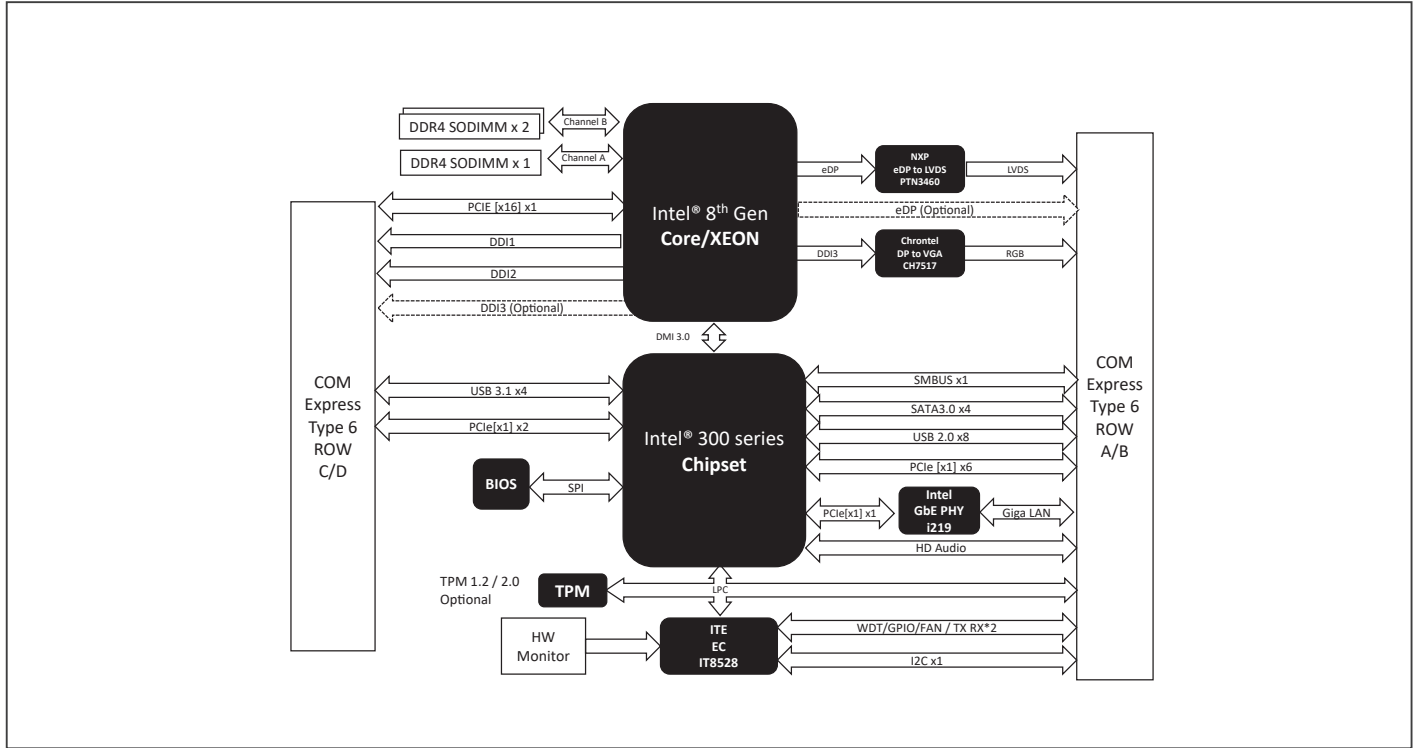 DDR4 SODIMM x 2
Channel B
DDR4 SODIMM x 1
Channel A
PCIE [x16] x1
DDI1
DDI2
DDI3 (Optional)
Intel® 8th Gen
Core/XEON
eDP
NXP
eDP to LVDS
PTN3460
LVDS
eDP (Optional)
DDI3
Chrontel
DP to VGA
CH7517
RGB
DMI 3.0
COM
Express
Type 6
ROW
C/D
USB 3.1 x4
PCIe[x1] x2
BIOS
SPI
Intel® 300 series
Chipset
SMBUS x1
SATA3.0 x4
USB 2.0 x8
PCIe [x1] x6
PCIe[x1] x1
Intel
GbE PHY
i219
Giga LAN
HD Audio
COM
Express
Type 6
ROW
A/B
TPM 1.2 / 2.0
Optional
TPM
LPC
HW
Monitor
ITE
EC
IT8528
WDT/GPIO/FAN / TX RX*2
I2C x1